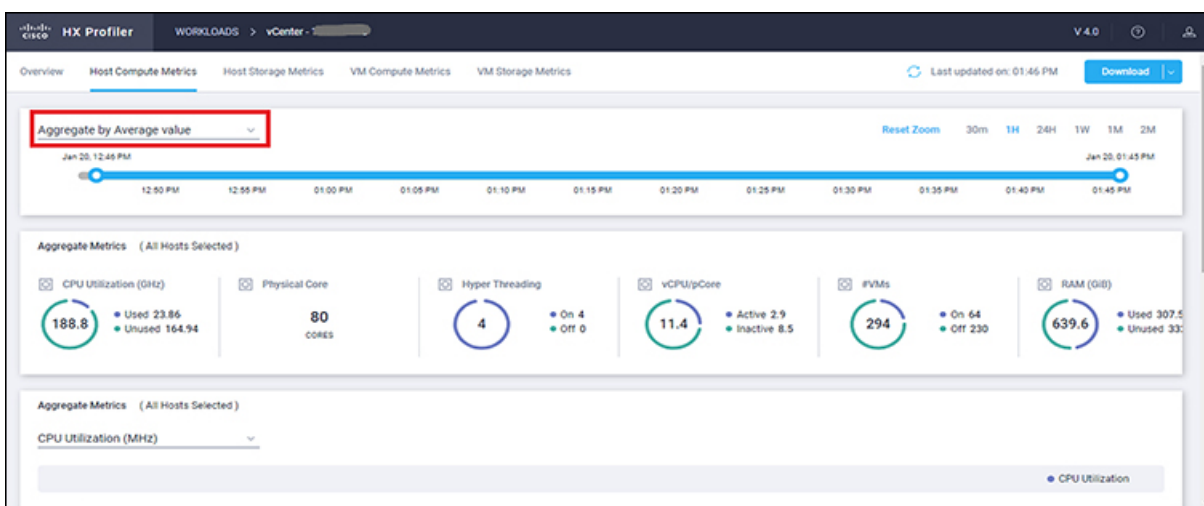 cisco HX Profiler WORKLOADS > vCenter - V 4.0
Overview Host Compute Metrics Host Storage Metrics VM Compute Metrics VM Storage Metrics Last updated on: 01:46 PM Download
Aggregate by Average value Reset Zoom 30m 1H 24H 1W 1M 2M
Jan 20, 12:46 PM Jan 20, 01:45 PM
12:50 PM 12:55 PM 01:00 PM 01:05 PM 01:10 PM 01:15 PM 01:20 PM 01:25 PM 01:30 PM 01:35 PM 01:40 PM 01:45 PM
Aggregate Metrics ( All Hosts Selected )
CPU Utilization (GHz) Physical Core Hyper Threading vCPU/pCore #VMs RAM (GiB)
188.8 Used 23.86 80 4 On 4 11.4 Active 2.9 294 On 64 639.6 Used 307.5
Unused 164.94 CORES Off 0 Inactive 8.5 Off 230 Unused 33
Aggregate Metrics ( All Hosts Selected )
CPU Utilization (MHz)
CPU Utilization